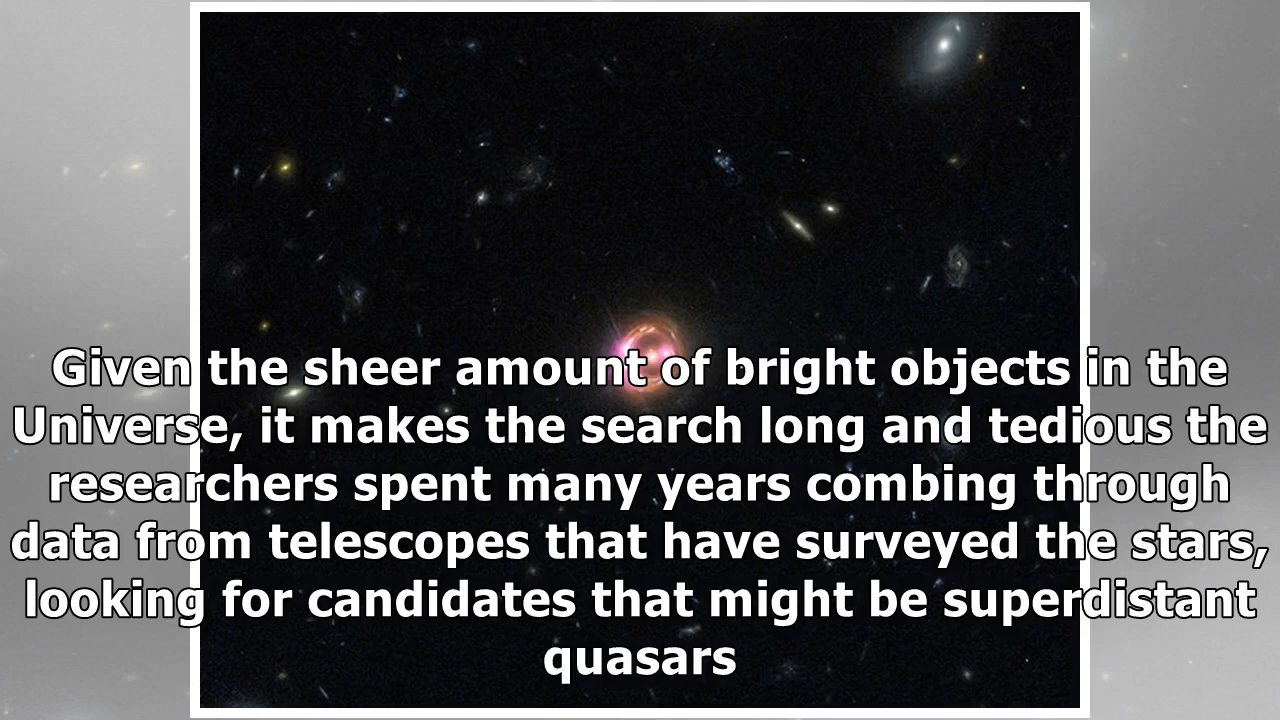 Given the sheer amount of bright objects in the
Universe, it makes the search long and tedious the
researchers spent many years combing through
data from telescopes that have surveyed the stars,
looking for candidates that might be superdistant
quasars